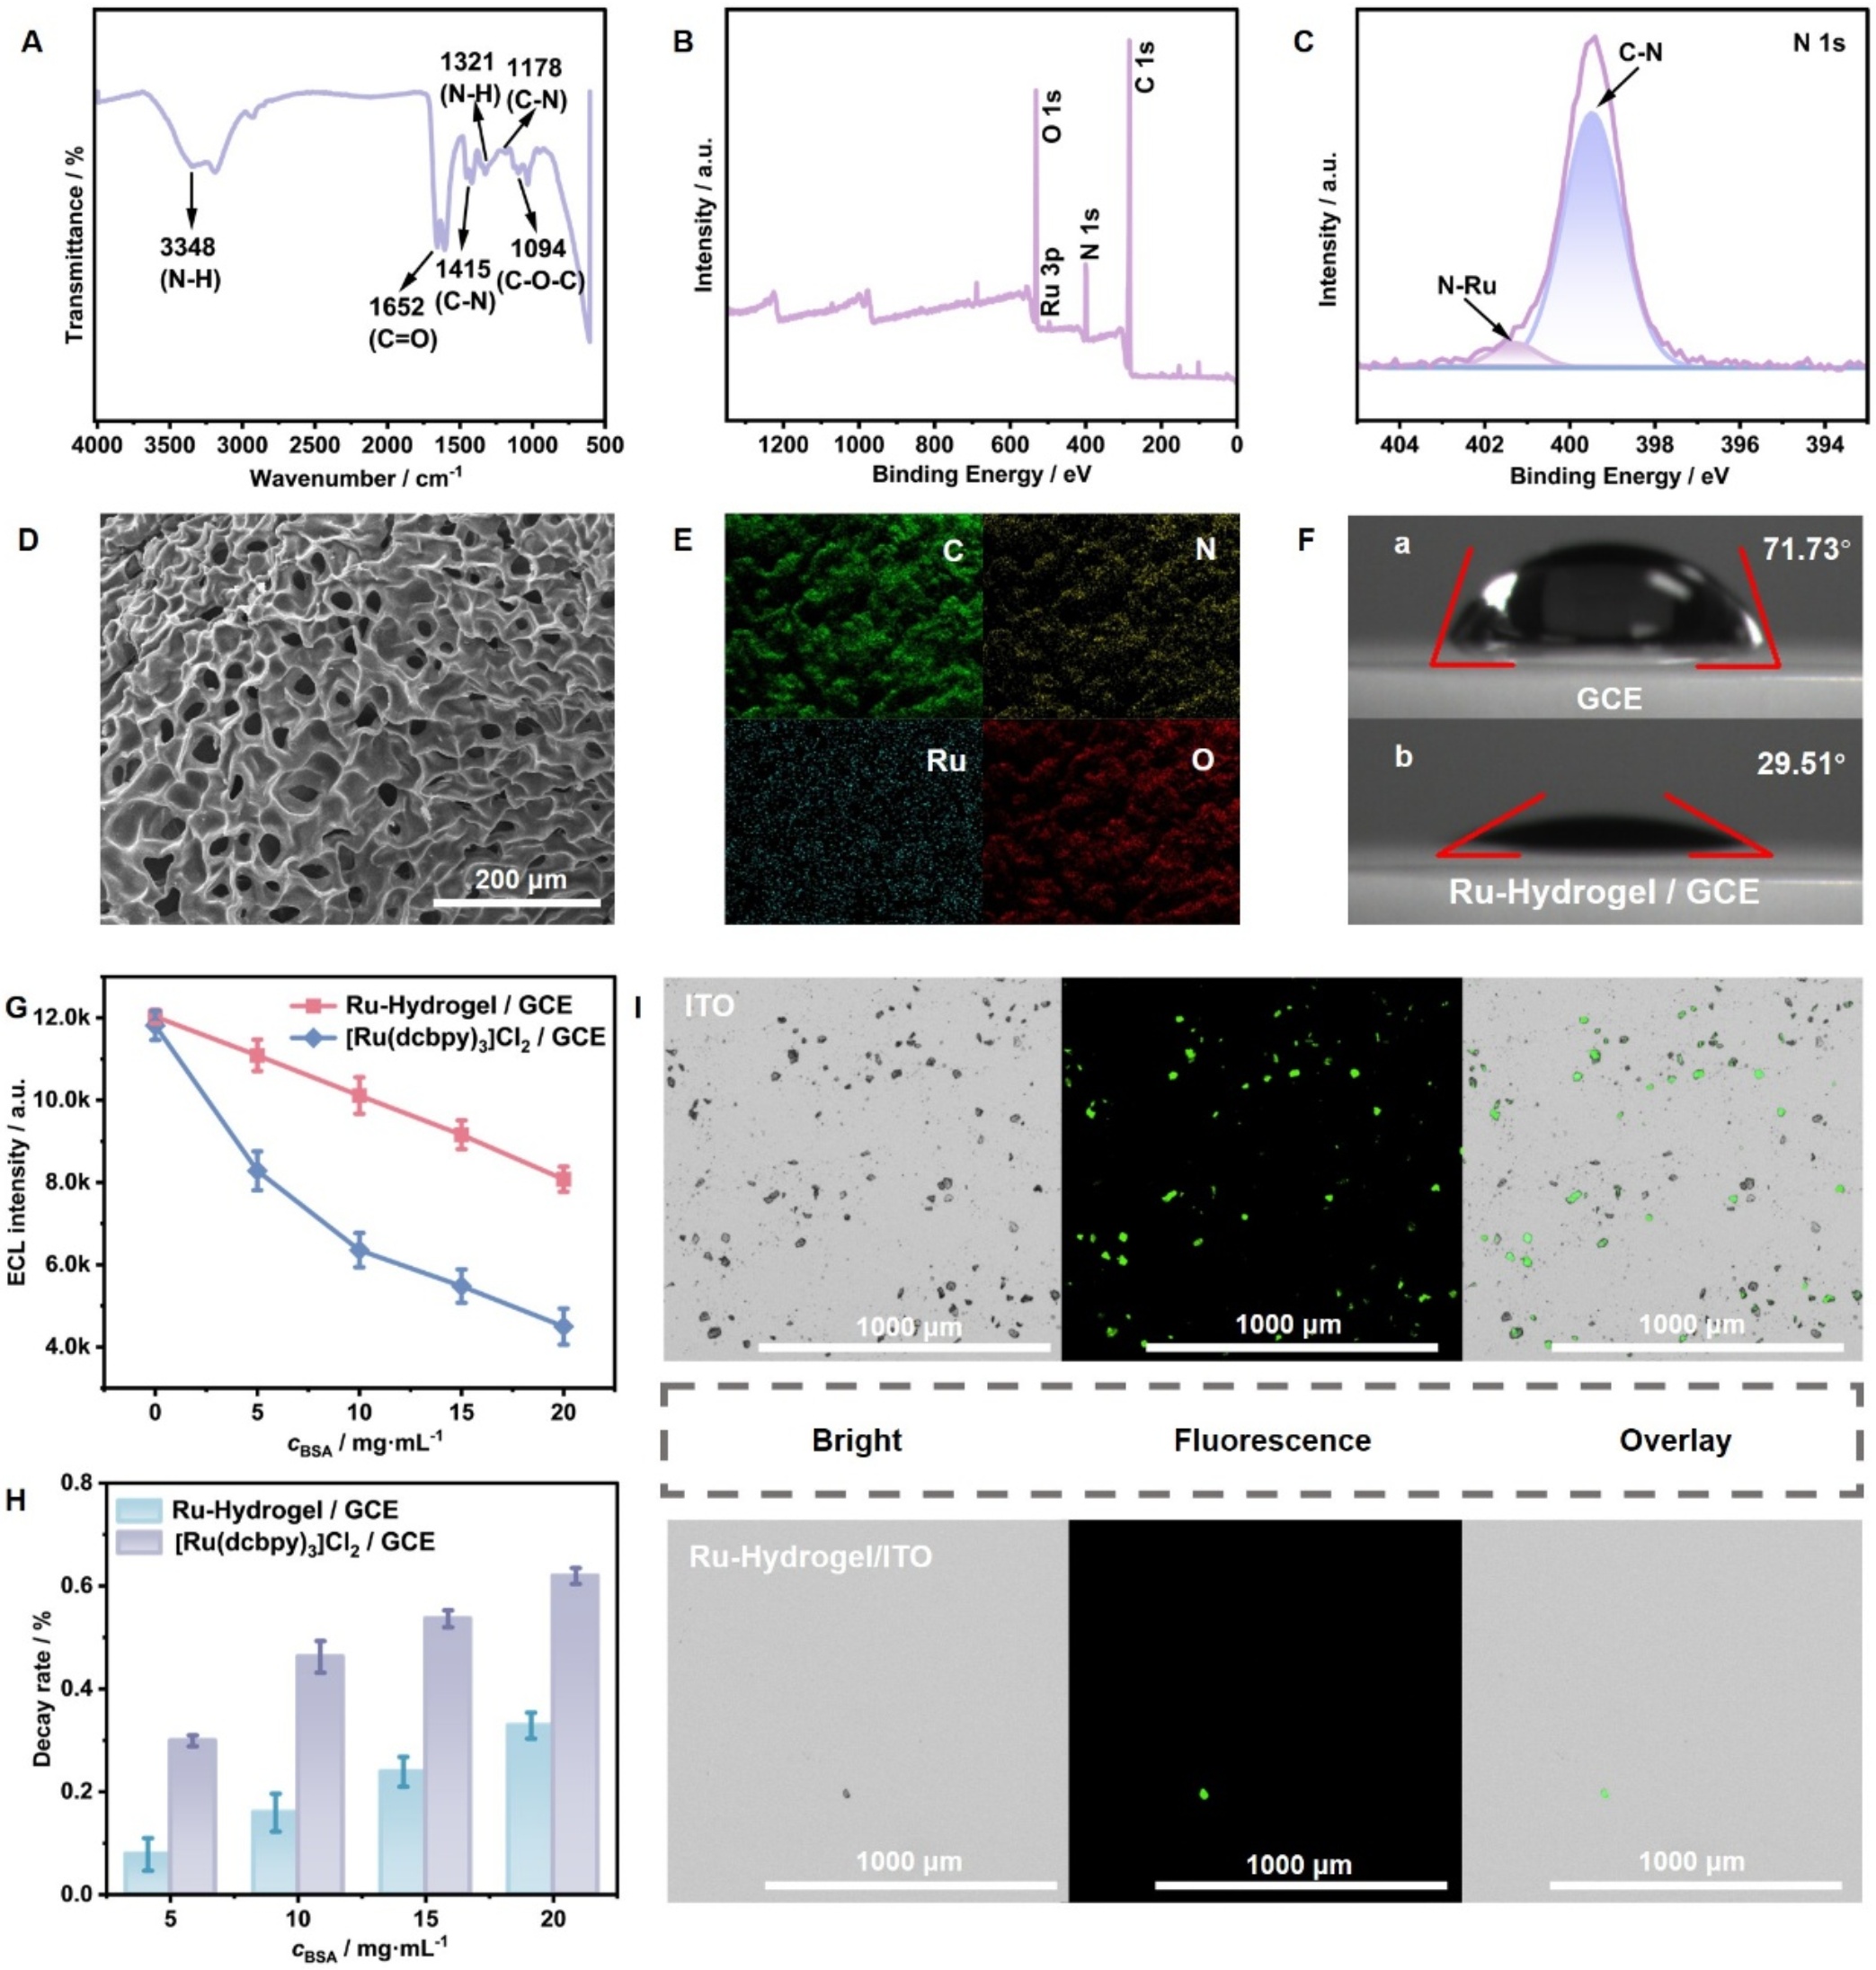 A
1321
(N-H)
1178
(C-N)
3348
(N-H)
1652
(C=O)
1415
(C-N)
1094
(C-O-C)
Transmittance / %
4000 3500 3000 2500 2000 1500 1000 500
Wavenumber / cm⁻¹
B
C 1s
O 1s
N 1s
Ru 3p
Intensity / a.u.
1200 1000 800 600 400 200 0
Binding Energy / eV
C
N 1s
C-N
N-Ru
Intensity / a.u.
404 402 400 398 396 394
Binding Energy / eV
D
200 µm
E
C
N
Ru
O
F
a
71.73°
GCE
b
29.51°
Ru-Hydrogel / GCE
G
Ru-Hydrogel / GCE
[Ru(dcbpy)₃]Cl₂ / GCE
12.0k
10.0k
8.0k
6.0k
4.0k
ECL intensity / a.u.
0 5 10 15 20
cBSA / mg·mL⁻¹
H
Ru-Hydrogel / GCE
[Ru(dcbpy)₃]Cl₂ / GCE
0.8
0.6
0.4
0.2
0.0
Decay rate / %
5 10 15 20
cBSA / mg·mL⁻¹
I
ITO
1000 µm
1000 µm
1000 µm
Bright
Fluorescence
Overlay
Ru-Hydrogel/ITO
1000 µm
1000 µm
1000 µm